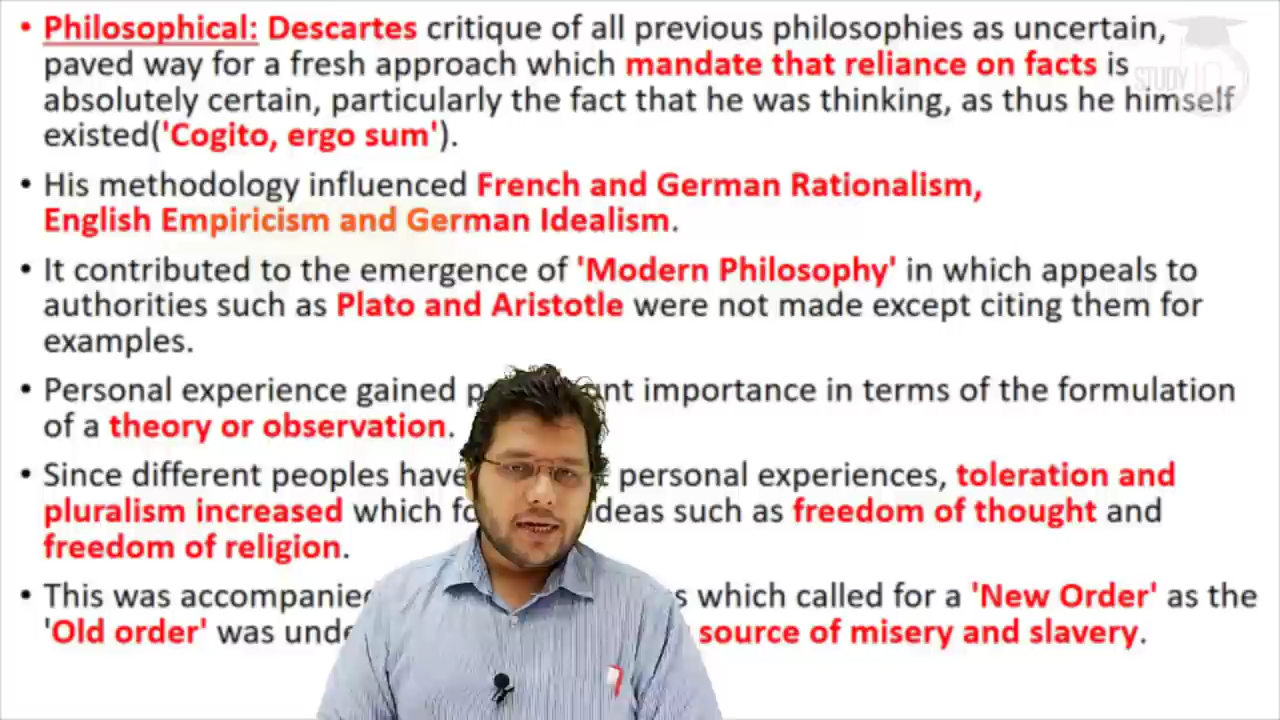 • Philosophical: Descartes critique of all previous philosophies as uncertain,
paved way for a fresh approach which mandate that reliance on facts is
absolutely certain, particularly the fact that he was thinking, as thus he himself
existed('Cogito, ergo sum').
• His methodology influenced French and German Rationalism,
English Empiricism and German Idealism.
• It contributed to the emergence of 'Modern Philosophy' in which appeals to
authorities such as Plato and Aristotle were not made except citing them for
examples.
• Personal experience gained importance in terms of the formulation
of a theory or observation.
• Since different peoples have personal experiences, toleration and
pluralism increased which ideas such as freedom of thought and
freedom of religion.
• This was accompanied which called for a 'New Order' as the
'Old order' was source of misery and slavery.
STUDY IQ